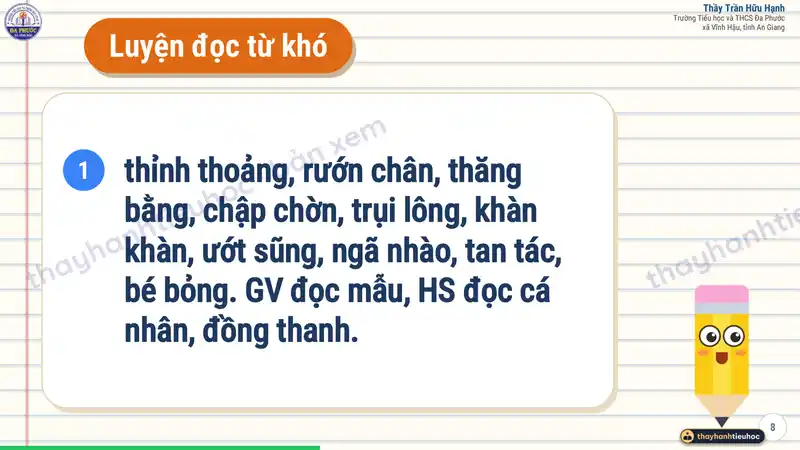 Thầy Trần Hữu Hạnh
Trường Tiểu học và THCS Đa Phước
xã Vĩnh Hậu, tỉnh An Giang
ĐA PHƯỚC
Luyện đọc từ khó
1
thỉnh thoảng, rướn chân, thăng
bằng, chập chờn, trụi lông, khàn
khàn, ướt sũng, ngã nhào, tan tác,
bé bỏng. GV đọc mẫu, HS đọc cá
nhân, đồng thanh.
thayhanhtieuhoc
8